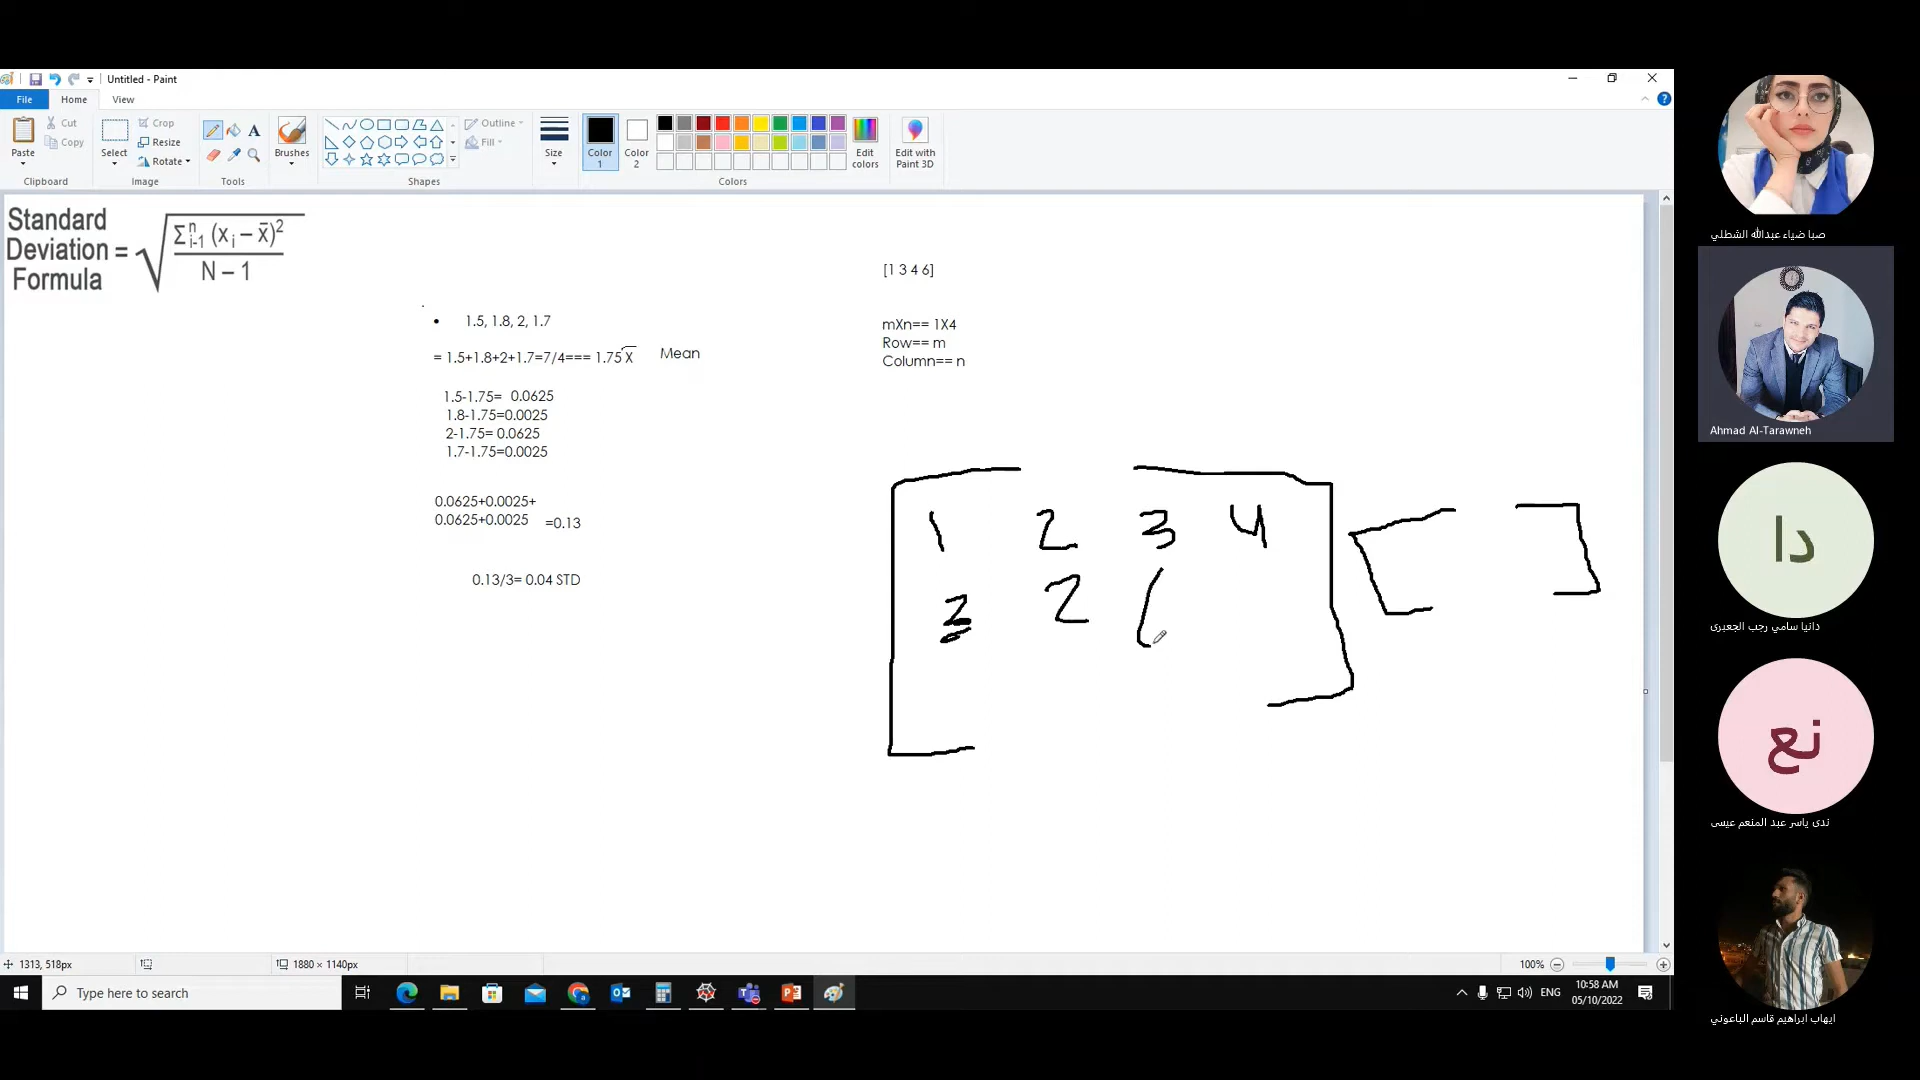 Untitled - Paint
File Home View
Cut
Copy
Paste
Clipboard
Crop
Resize
Rotate
Select
Image
Tools
Brushes
Outline
Fill
Shapes
Size
Color 1
Color 2
Edit colors
Edit with Paint 3D
Colors
Standard Deviation Formula = √ Σ n i-1 (x i – x̄)² / N – 1
• 1.5, 1.8, 2, 1.7
= 1.5+1.8+2+1.7=7/4=== 1.75 X Mean
1.5-1.75= 0.0625
1.8-1.75=0.0025
2-1.75= 0.0625
1.7-1.75=0.0025
0.0625+0.0025+
0.0625+0.0025 =0.13
0.13/3= 0.04 STD
[1 3 4 6]
mXn== 1X4
Row== m
Column== n
1 2 3 4
2
صبا ضياء عبدالله الشطلي
Ahmad Al-Tarawneh
دا
دانيا سامي رجب الجعبرى
نع
ندى ياسر عبد المنعم عيسى
ايهاب ابراهيم قاسم الباعوني
1313, 518px
1880 × 1140px
100%
Type here to search
ENG
10:58 AM
05/10/2022